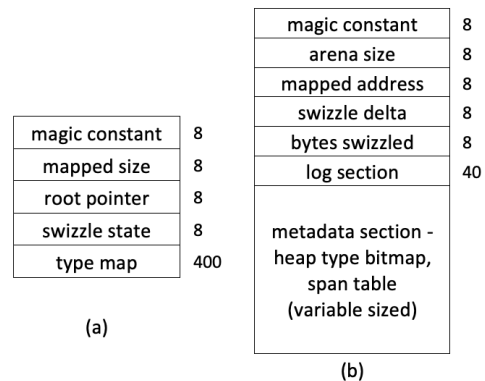 magic constant 8
mapped size 8
root pointer 8
swizzle state 8
type map 400
(a)
magic constant 8
arena size 8
mapped address 8
swizzle delta 8
bytes swizzled 8
log section 40
metadata section -
heap type bitmap,
span table
(variable sized)
(b)